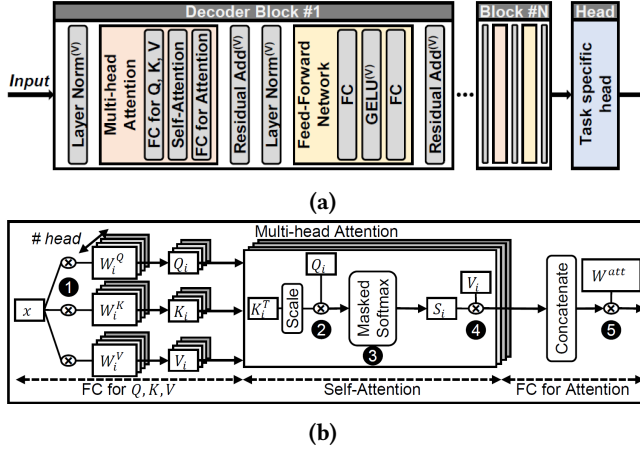 Decoder Block #1
Block #N
Head
Input
Layer Norm(V)
Multi-head
Attention
FC for Q, K, V
Self-Attention
FC for Attention
Residual Add(V)
Layer Norm(V)
Feed-Forward
Network
FC
GELU(V)
FC
Residual Add(V)
...
Task specific
head
(a)
# head
Multi-head Attention
x
1
W_i^Q
Q_i
W_i^K
K_i
W_i^V
V_i
K_i^T
Scale
Q_i
2
Masked
Softmax
3
S_i
V_i
4
Concatenate
W^att
5
FC for Q, K, V
Self-Attention
FC for Attention
(b)